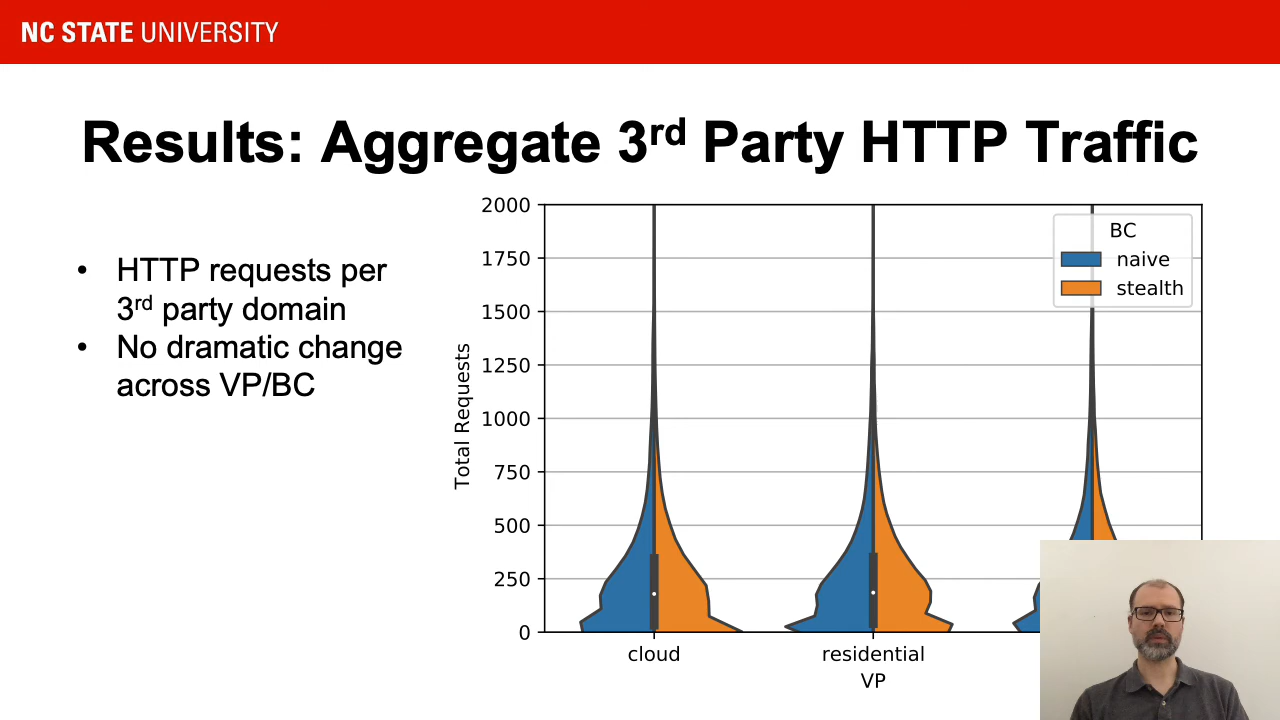 NC STATE UNIVERSITY
Results: Aggregate 3rd Party HTTP Traffic
• HTTP requests per
3rd party domain
• No dramatic change
across VP/BC
2000
1750
1500
1250
1000
750
500
250
0
Total Requests
BC
naive
stealth
cloud
residential
VP